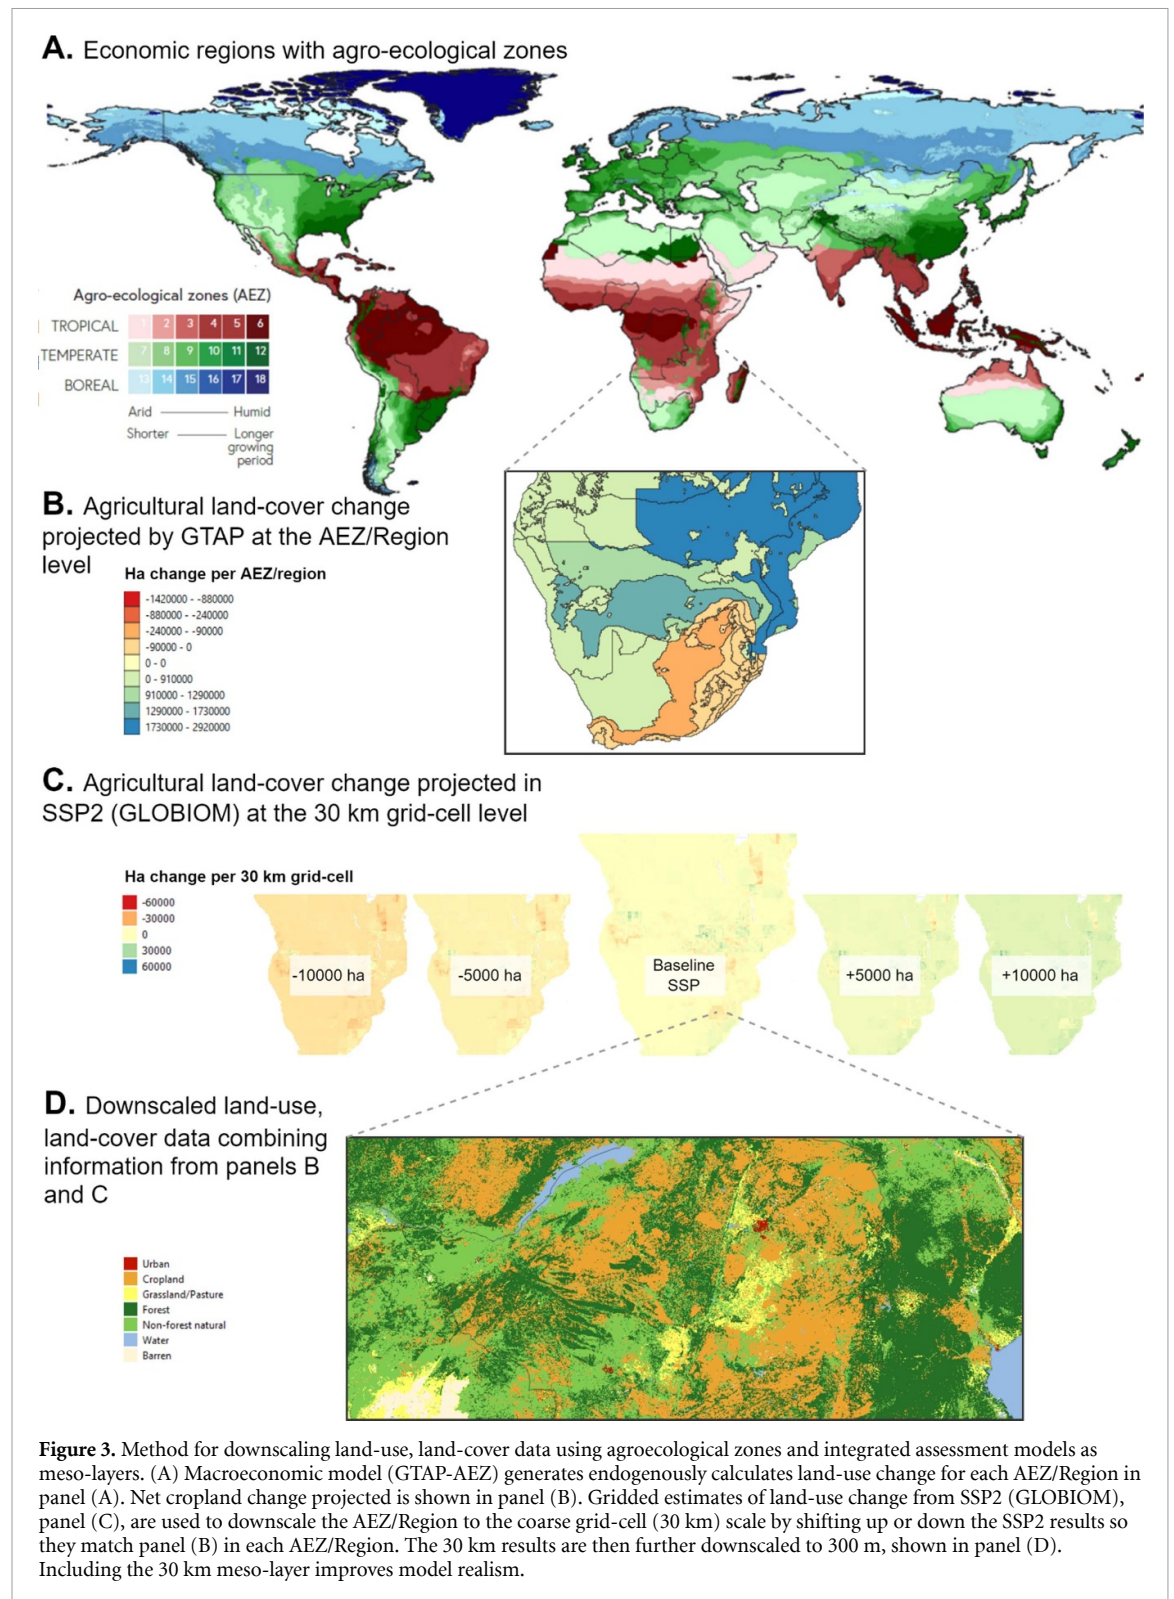 A. Economic regions with agro-ecological zones
Agro-ecological zones (AEZ)
TROPICAL 1 2 3 4 5 6
TEMPERATE 7 8 9 10 11 12
BOREAL 13 14 15 16 17 18
Arid Humid
Shorter Longer
growing
period
B. Agricultural land-cover change
projected by GTAP at the AEZ/Region
level
Ha change per AEZ/region
-1420000 - -880000
-880000 - -240000
-240000 - -90000
-90000 - 0
0 - 0
0 - 910000
910000 - 1290000
1290000 - 1730000
1730000 - 2920000
C. Agricultural land-cover change projected in
SSP2 (GLOBIOM) at the 30 km grid-cell level
Ha change per 30 km grid-cell
-60000
-30000
0
30000
60000
-10000 ha
-5000 ha
Baseline
SSP
+5000 ha
+10000 ha
D. Downscaled land-use,
land-cover data combining
information from panels B
and C
Urban
Cropland
Grassland/Pasture
Forest
Non-forest natural
Water
Barren
Figure 3. Method for downscaling land-use, land-cover data using agroecological zones and integrated assessment models as
meso-layers. (A) Macroeconomic model (GTAP-AEZ) generates endogenously calculates land-use change for each AEZ/Region in
panel (A). Net cropland change projected is shown in panel (B). Gridded estimates of land-use change from SSP2 (GLOBIOM),
panel (C), are used to downscale the AEZ/Region to the coarse grid-cell (30 km) scale by shifting up or down the SSP2 results so
they match panel (B) in each AEZ/Region. The 30 km results are then further downscaled to 300 m, shown in panel (D).
Including the 30 km meso-layer improves model realism.